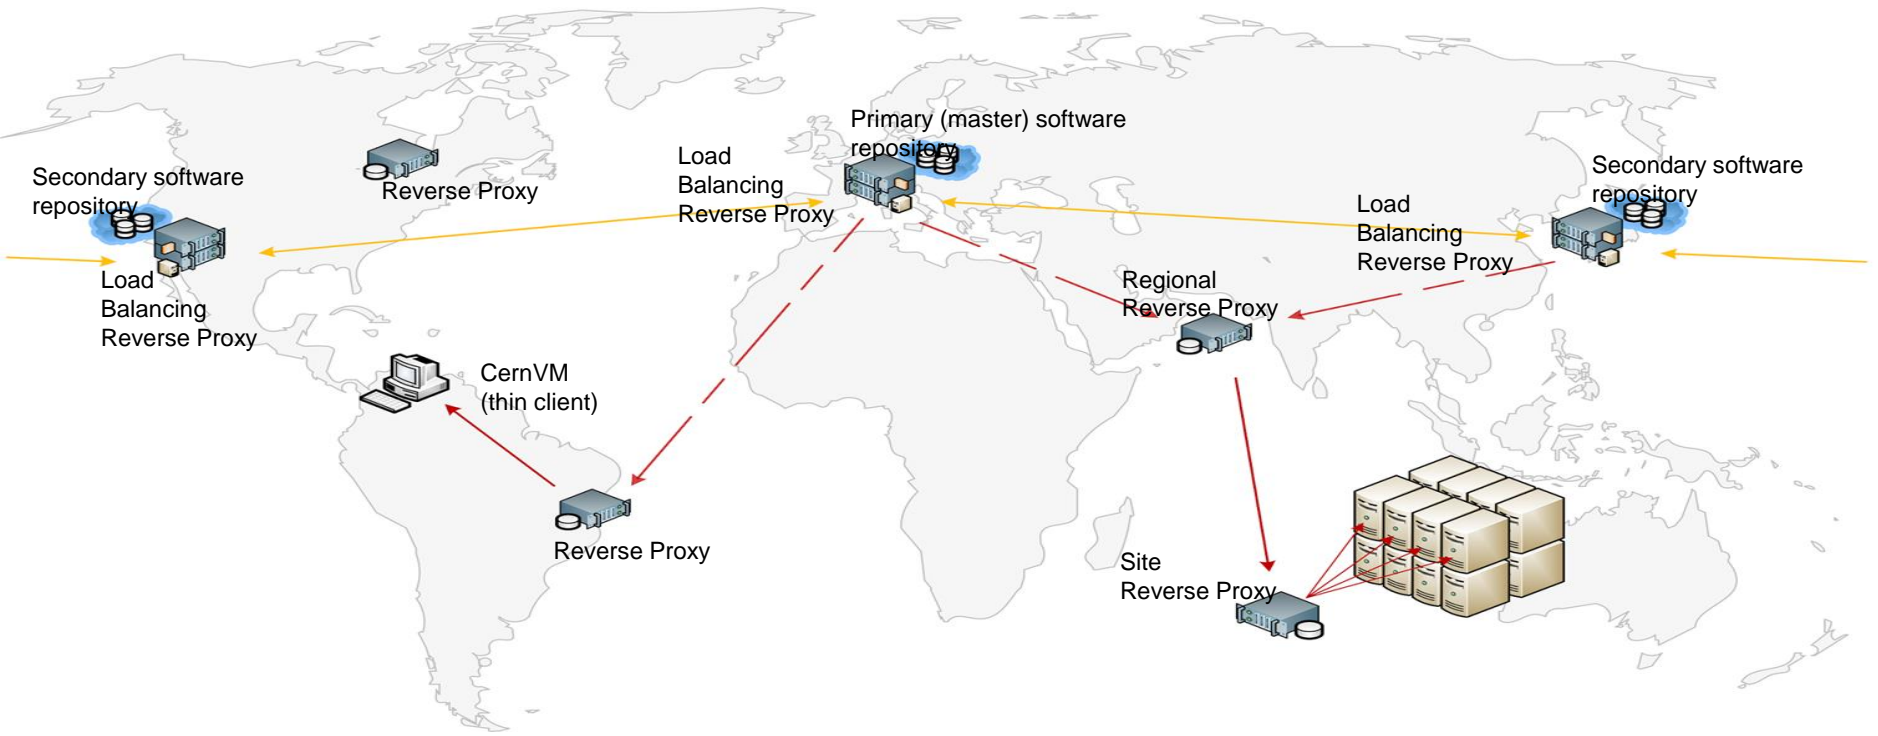 Primary (master) software
repository
Load
Balancing
Reverse Proxy
Secondary software
repository
Reverse Proxy
Secondary software
repository
Load
Balancing
Reverse Proxy
Load
Balancing
Reverse Proxy
Regional
Reverse Proxy
CernVM
(thin client)
Reverse Proxy
Site
Reverse Proxy